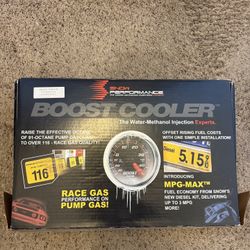 SNOW
PERFORMANCE
BOOSTCOOLER™
The Water-Methanol Injection Experts.
RAISE THE EFFECTIVE OCTANE
OF 91-OCTANE PUMP GAS
TO OVER 116 - RACE GAS QUALITY!
OFFSET RISING FUEL COSTS
WITH ONE SIMPLE INSTALLATION!
116
BOOST
5.15
INTRODUCING
MPG-MAX™
RACE GAS
PERFORMANCE ON
PUMP GAS!
FUEL ECONOMY FROM SNOW'S
NEW DIESEL KIT, DELIVERING
UP TO 3 MPG
MORE!